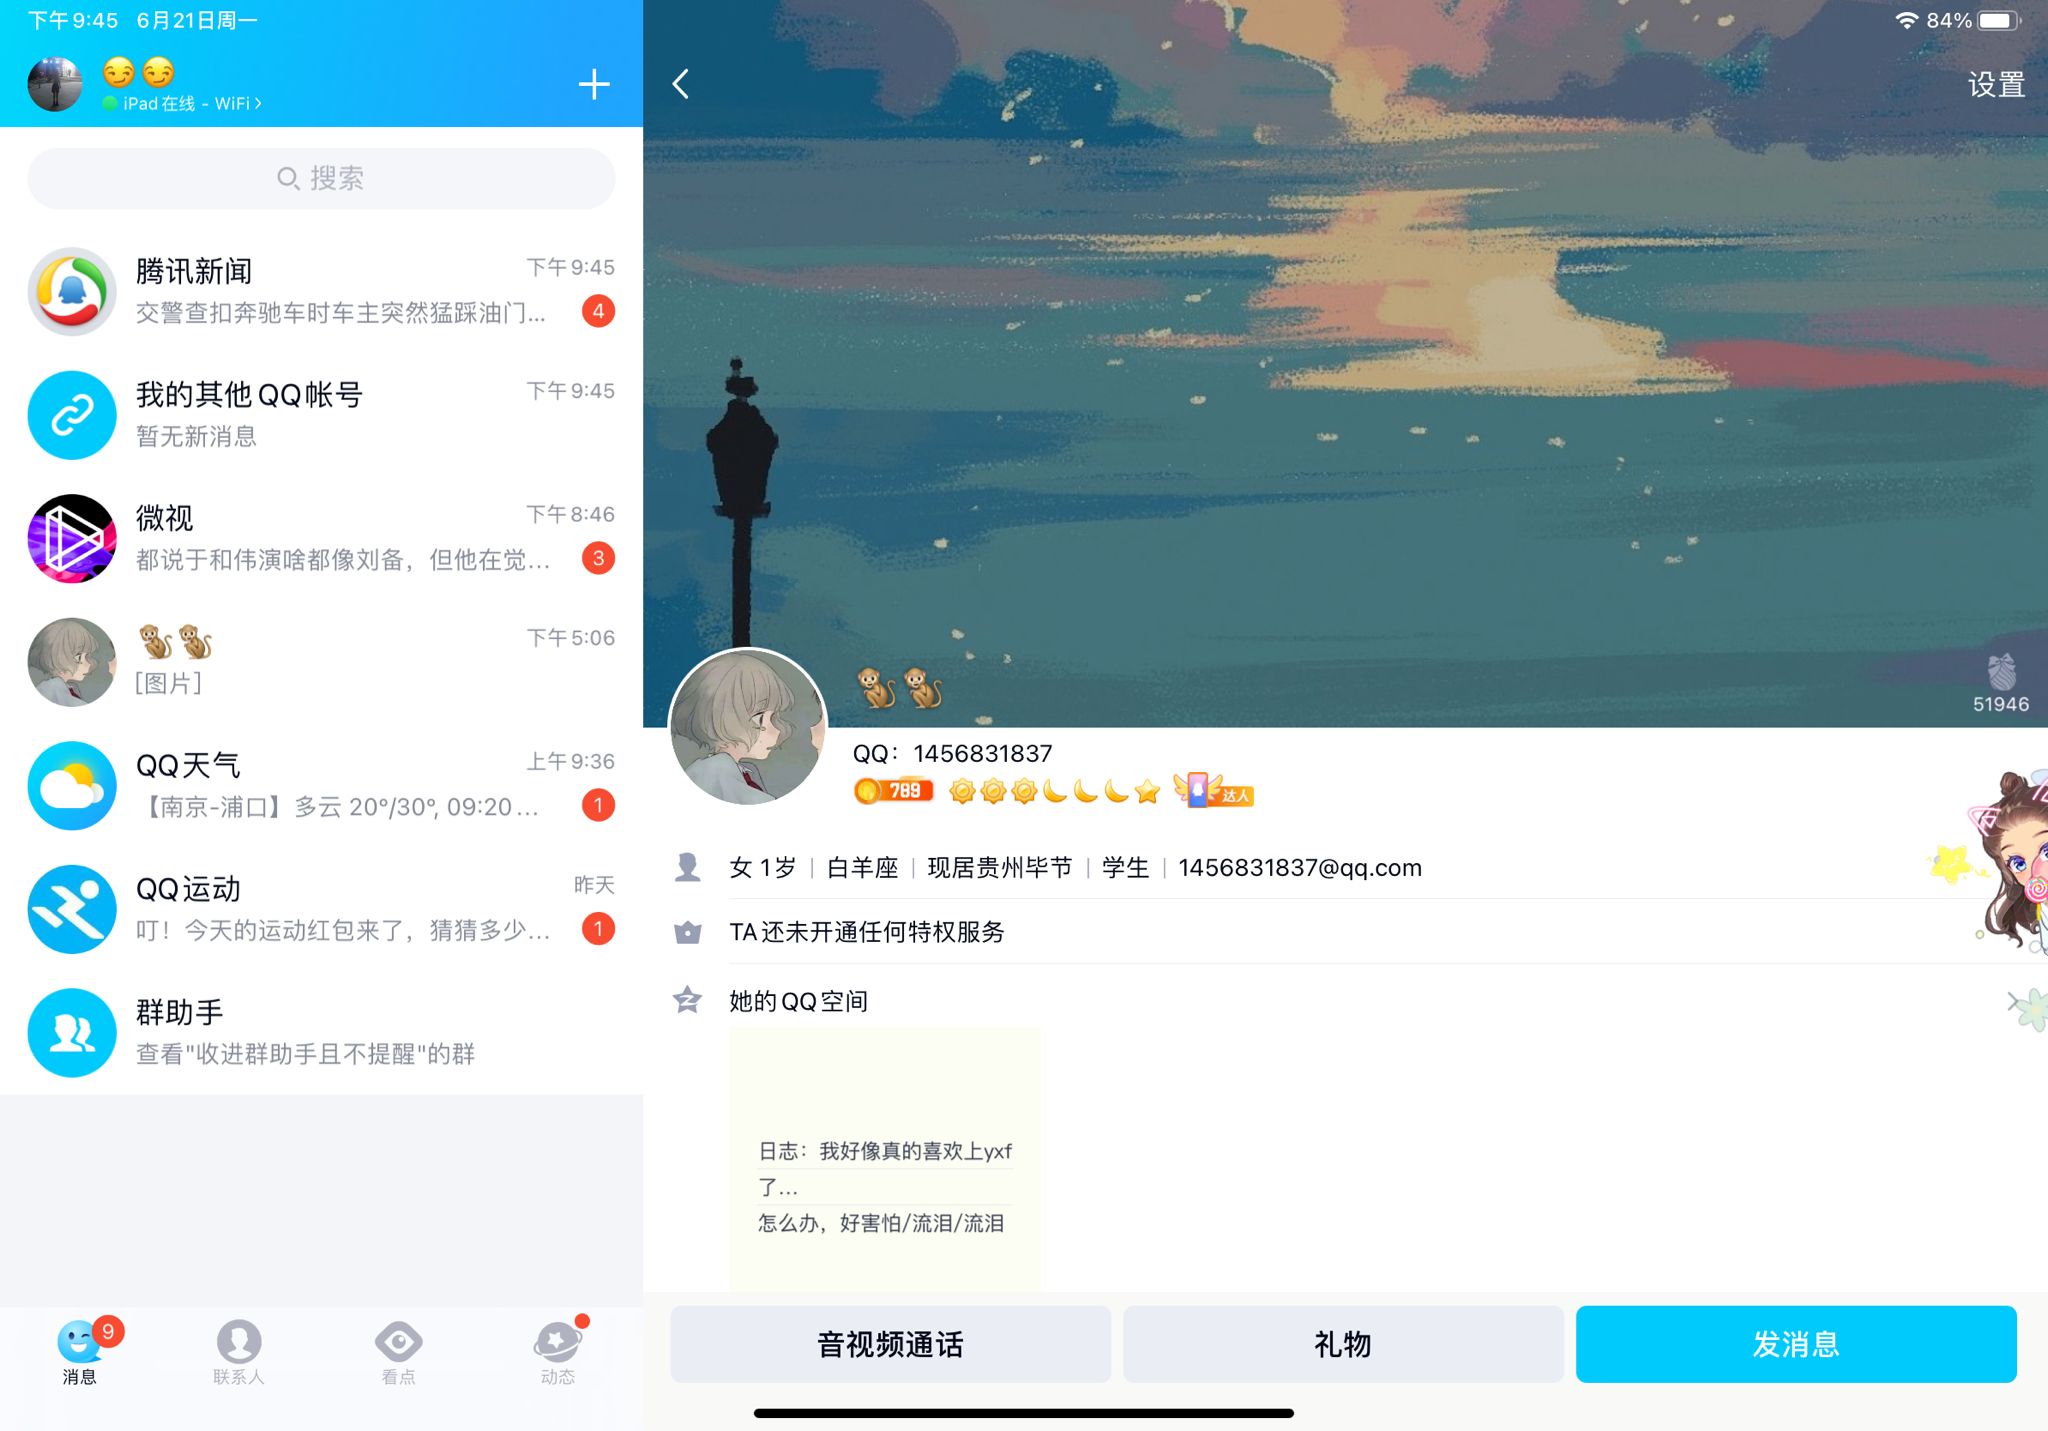 下午9:45 6月21日周一
84%
😏😏
iPad在线 - WiFi
设置
搜索
腾讯新闻
下午9:45
交警查扣奔驰车时车主突然猛踩油门...
4
我的其他QQ帐号
下午9:45
暂无新消息
微视
下午8:46
都说于和伟演啥都像刘备，但他在觉...
3
🐒🐒
下午5:06
[图片]
QQ天气
上午9:36
【南京-浦口】多云 20°/30°, 09:20...
1
QQ运动
昨天
叮！今天的运动红包来了，猜猜多少...
1
群助手
查看"收进群助手且不提醒"的群
9
消息
联系人
看点
动态
🐒🐒
51946
QQ：1456831837
789
达人
女 1岁 | 白羊座 | 现居贵州毕节 | 学生 | 1456831837@qq.com
TA还未开通任何特权服务
她的QQ空间
日志：我好像真的喜欢上yxf
了...
怎么办，好害怕/流泪/流泪
音视频通话
礼物
发消息